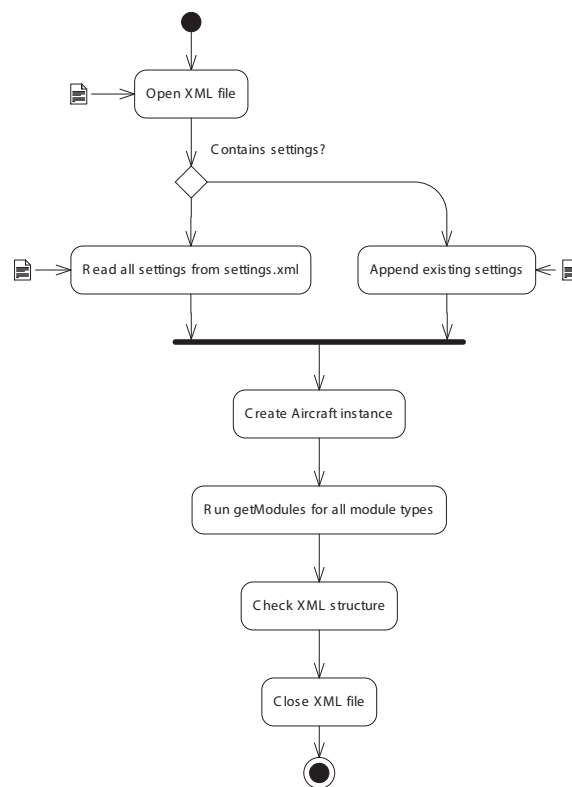 Open XML file
Contains settings?
Read all settings from settings.xml
Append existing settings
Create Aircraft instance
Run getModules for all module types
Check XML structure
Close XML file